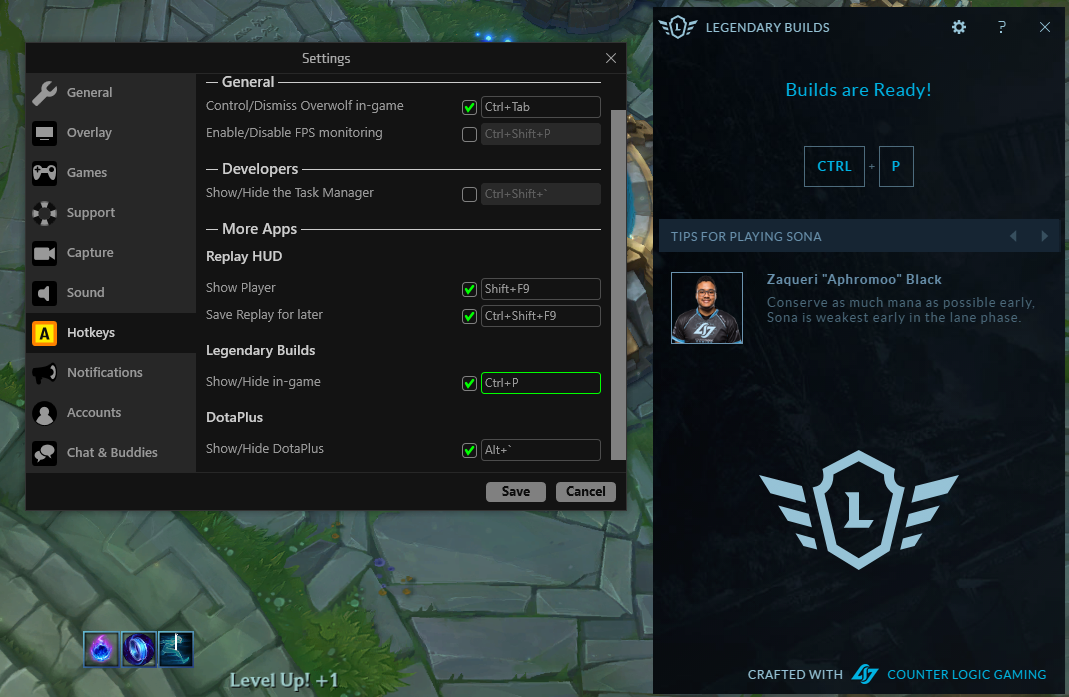 Settings
General
Overlay
Games
Support
Capture
Sound
A Hotkeys
Notifications
Accounts
Chat & Buddies
General
Control/Dismiss Overwolf in-game Ctrl+Tab
Enable/Disable FPS monitoring Ctrl+Shift+P
Developers
Show/Hide the Task Manager Ctrl+Shift+`
More Apps
Replay HUD
Show Player Shift+F9
Save Replay for later Ctrl+Shift+F9
Legendary Builds
Show/Hide in-game Ctrl+P
DotaPlus
Show/Hide DotaPlus Alt+`
Save Cancel
Level Up! +1
L LEGENDARY BUILDS ?
Builds are Ready!
CTRL + P
TIPS FOR PLAYING SONA
Zaqueri "Aphromoo" Black
Conserve as much mana as possible early,
Sona is weakest early in the lane phase.
L
CRAFTED WITH COUNTER LOGIC GAMING